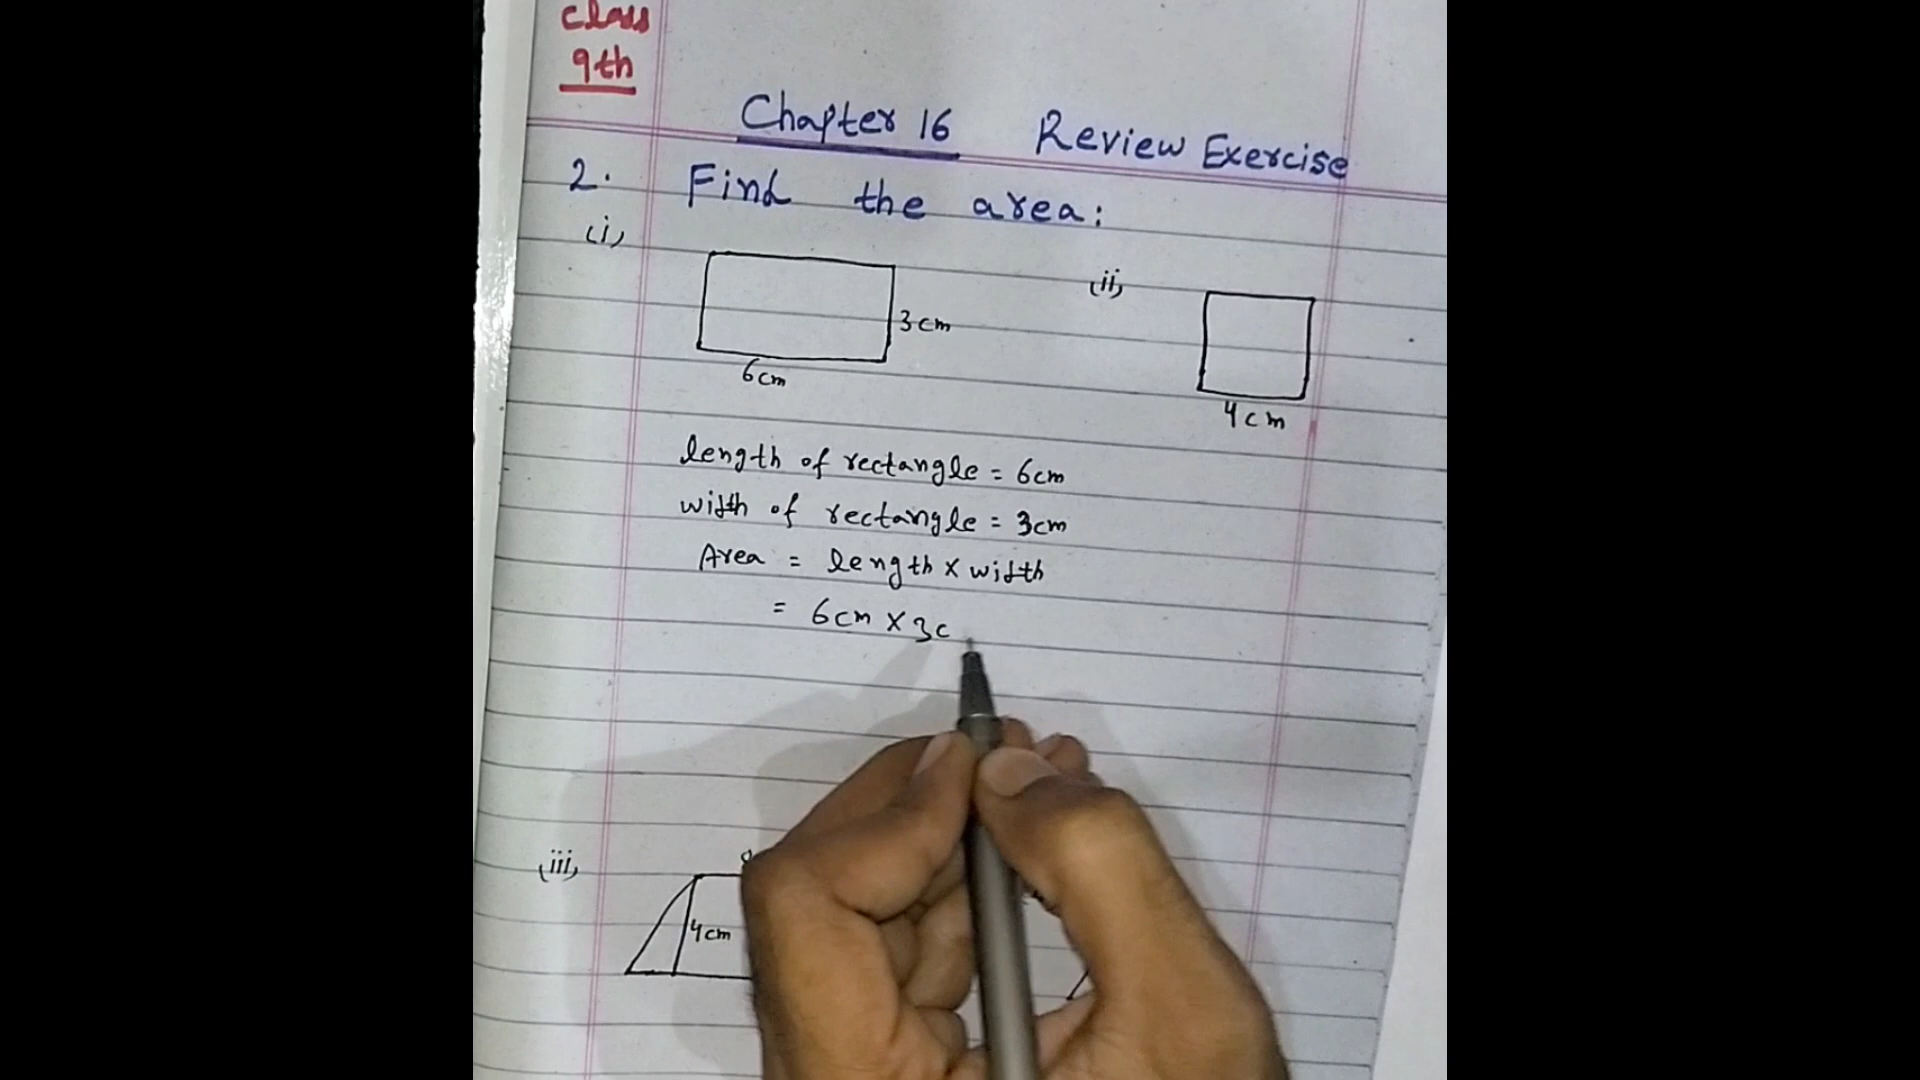 Class
9th
Chapter 16 Review Exercise
2. Find the area:
(i)
(ii)
3cm
6cm
4cm
length of rectangle = 6cm
width of rectangle = 3cm
Area = length × width
= 6cm × 3c
(iii)
4cm